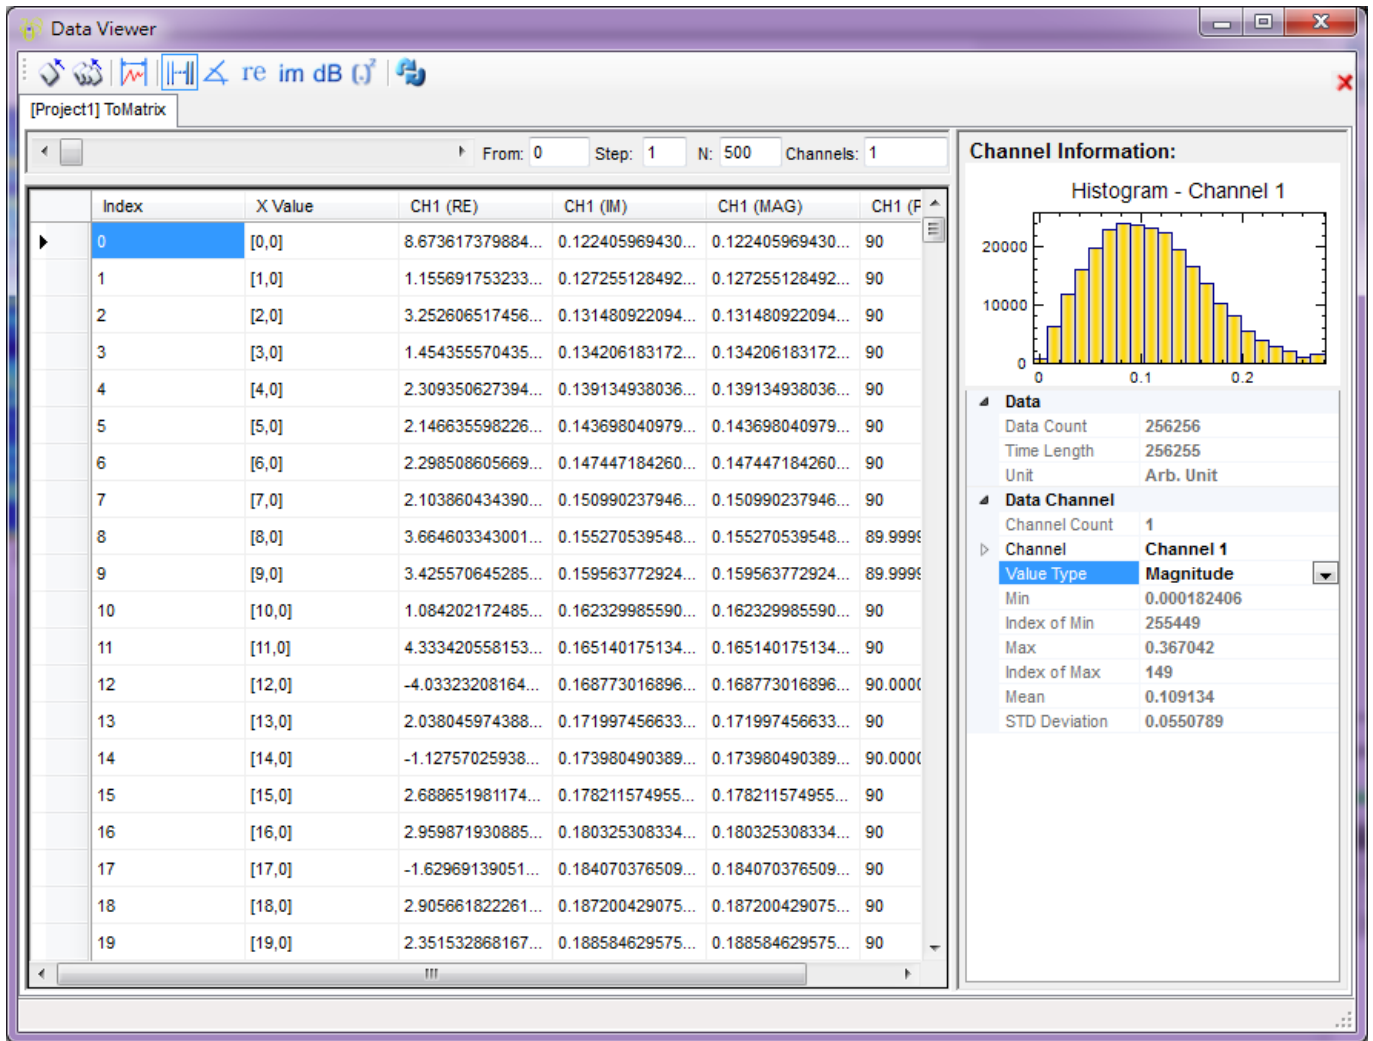 Data Viewer
re im dB (.)²
[Project1] ToMatrix
From: 0 Step: 1 N: 500 Channels: 1
Index X Value CH1 (RE) CH1 (IM) CH1 (MAG) CH1 (P
0 [0,0] 8.673617379884... 0.122405969430... 0.122405969430... 90
1 [1,0] 1.155691753233... 0.127255128492... 0.127255128492... 90
2 [2,0] 3.252606517456... 0.131480922094... 0.131480922094... 90
3 [3,0] 1.454355570435... 0.134206183172... 0.134206183172... 90
4 [4,0] 2.309350627394... 0.139134938036... 0.139134938036... 90
5 [5,0] 2.146635598226... 0.143698040979... 0.143698040979... 90
6 [6,0] 2.298508605669... 0.147447184260... 0.147447184260... 90
7 [7,0] 2.103860434390... 0.150990237946... 0.150990237946... 90
8 [8,0] 3.664603343001... 0.155270539548... 0.155270539548... 89.9999
9 [9,0] 3.425570645285... 0.159563772924... 0.159563772924... 89.9999
10 [10,0] 1.084202172485... 0.162329985590... 0.162329985590... 90
11 [11,0] 4.333420558153... 0.165140175134... 0.165140175134... 90
12 [12,0] -4.03323208164... 0.168773016896... 0.168773016896... 90.0000
13 [13,0] 2.038045974388... 0.171997456633... 0.171997456633... 90
14 [14,0] -1.12757025938... 0.173980490389... 0.173980490389... 90.0000
15 [15,0] 2.688651981174... 0.178211574955... 0.178211574955... 90
16 [16,0] 2.959871930885... 0.180325308334... 0.180325308334... 90
17 [17,0] -1.62969139051... 0.184070376509... 0.184070376509... 90
18 [18,0] 2.905661822261... 0.187200429075... 0.187200429075... 90
19 [19,0] 2.351532868167... 0.188584629575... 0.188584629575... 90
Channel Information:
Histogram - Channel 1
20000
10000
0
0 0.1 0.2
Data
Data Count 256256
Time Length 256255
Unit Arb. Unit
Data Channel
Channel Count 1
Channel Channel 1
Value Type Magnitude
Min 0.000182406
Index of Min 255449
Max 0.367042
Index of Max 149
Mean 0.109134
STD Deviation 0.0550789